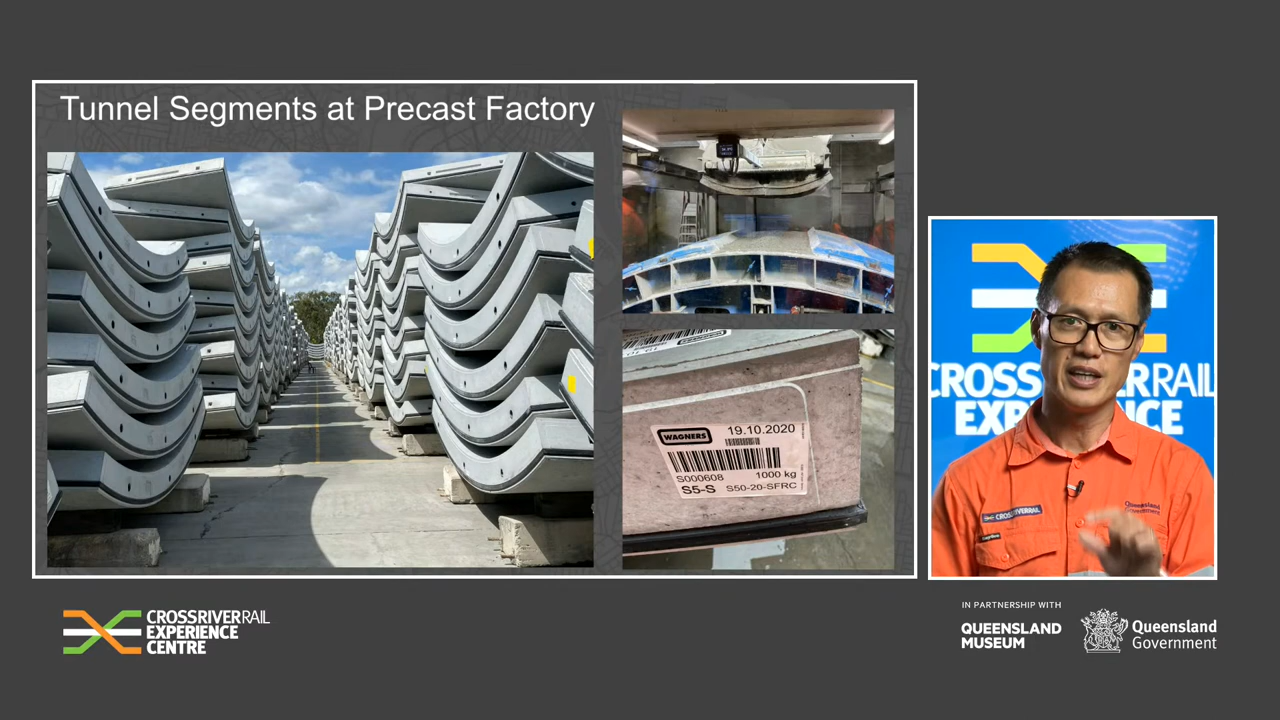 Tunnel Segments at Precast Factory
WAGNERS
19.10.2020
S000608
1000 kg
S5-S
S50-20-SFRC
CROSSRIVERRAIL
EXPERIENCE
CROSSRIVERRAIL
Queensland
Government
CROSSRIVERRAIL
EXPERIENCE
CENTRE
IN PARTNERSHIP WITH
QUEENSLAND
MUSEUM
Queensland
Government